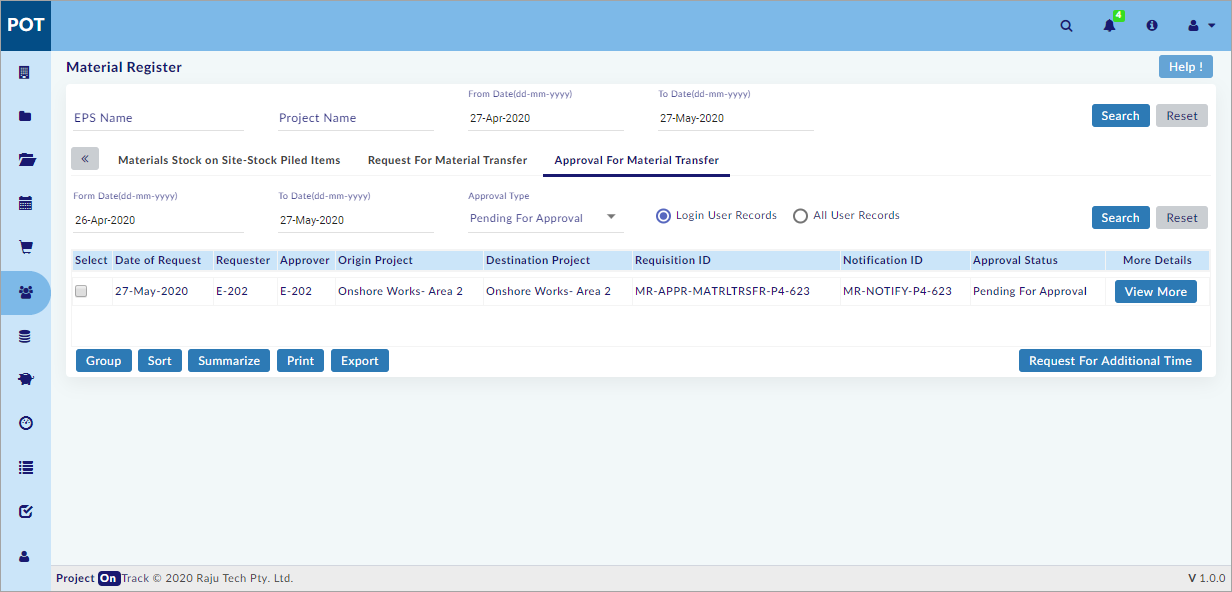 POT
4
Material Register
Help !
From Date(dd-mm-yyyy) To Date(dd-mm-yyyy)
EPS Name Project Name 27-Apr-2020 27-May-2020 Search Reset
« Materials Stock on Site-Stock Piled Items Request For Material Transfer Approval For Material Transfer
Form Date(dd-mm-yyyy) To Date(dd-mm-yyyy) Approval Type
26-Apr-2020 27-May-2020 Pending For Approval Login User Records All User Records Search Reset
Select Date of Request Requester Approver Origin Project Destination Project Requisition ID Notification ID Approval Status More Details
27-May-2020 E-202 E-202 Onshore Works- Area 2 Onshore Works- Area 2 MR-APPR-MATRLTRSFR-P4-623 MR-NOTIFY-P4-623 Pending For Approval View More
Group Sort Summarize Print Export Request For Additional Time
Project On Track © 2020 Raju Tech Pty. Ltd. V 1.0.0